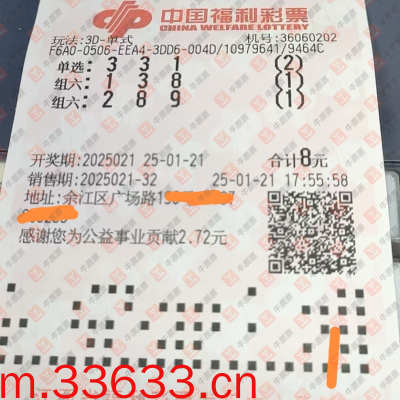 中国福利彩票
CHINA WELFARE LOTTERY
玩法:3D-单式 机号:36060202
F6A0-0506-EEA4-3DD6-004D/10979641/9464C
单选: 3 3 1 (2)
组六: 1 3 8 (1)
组六: 2 8 9 (1)
开奖期:2025021 25-01-21 合计8元
销售期:2025021-32 25-01-21 17:55:58
地址:余江区广场路
感谢您为公益事业贡献2.72元
m.33633.cn